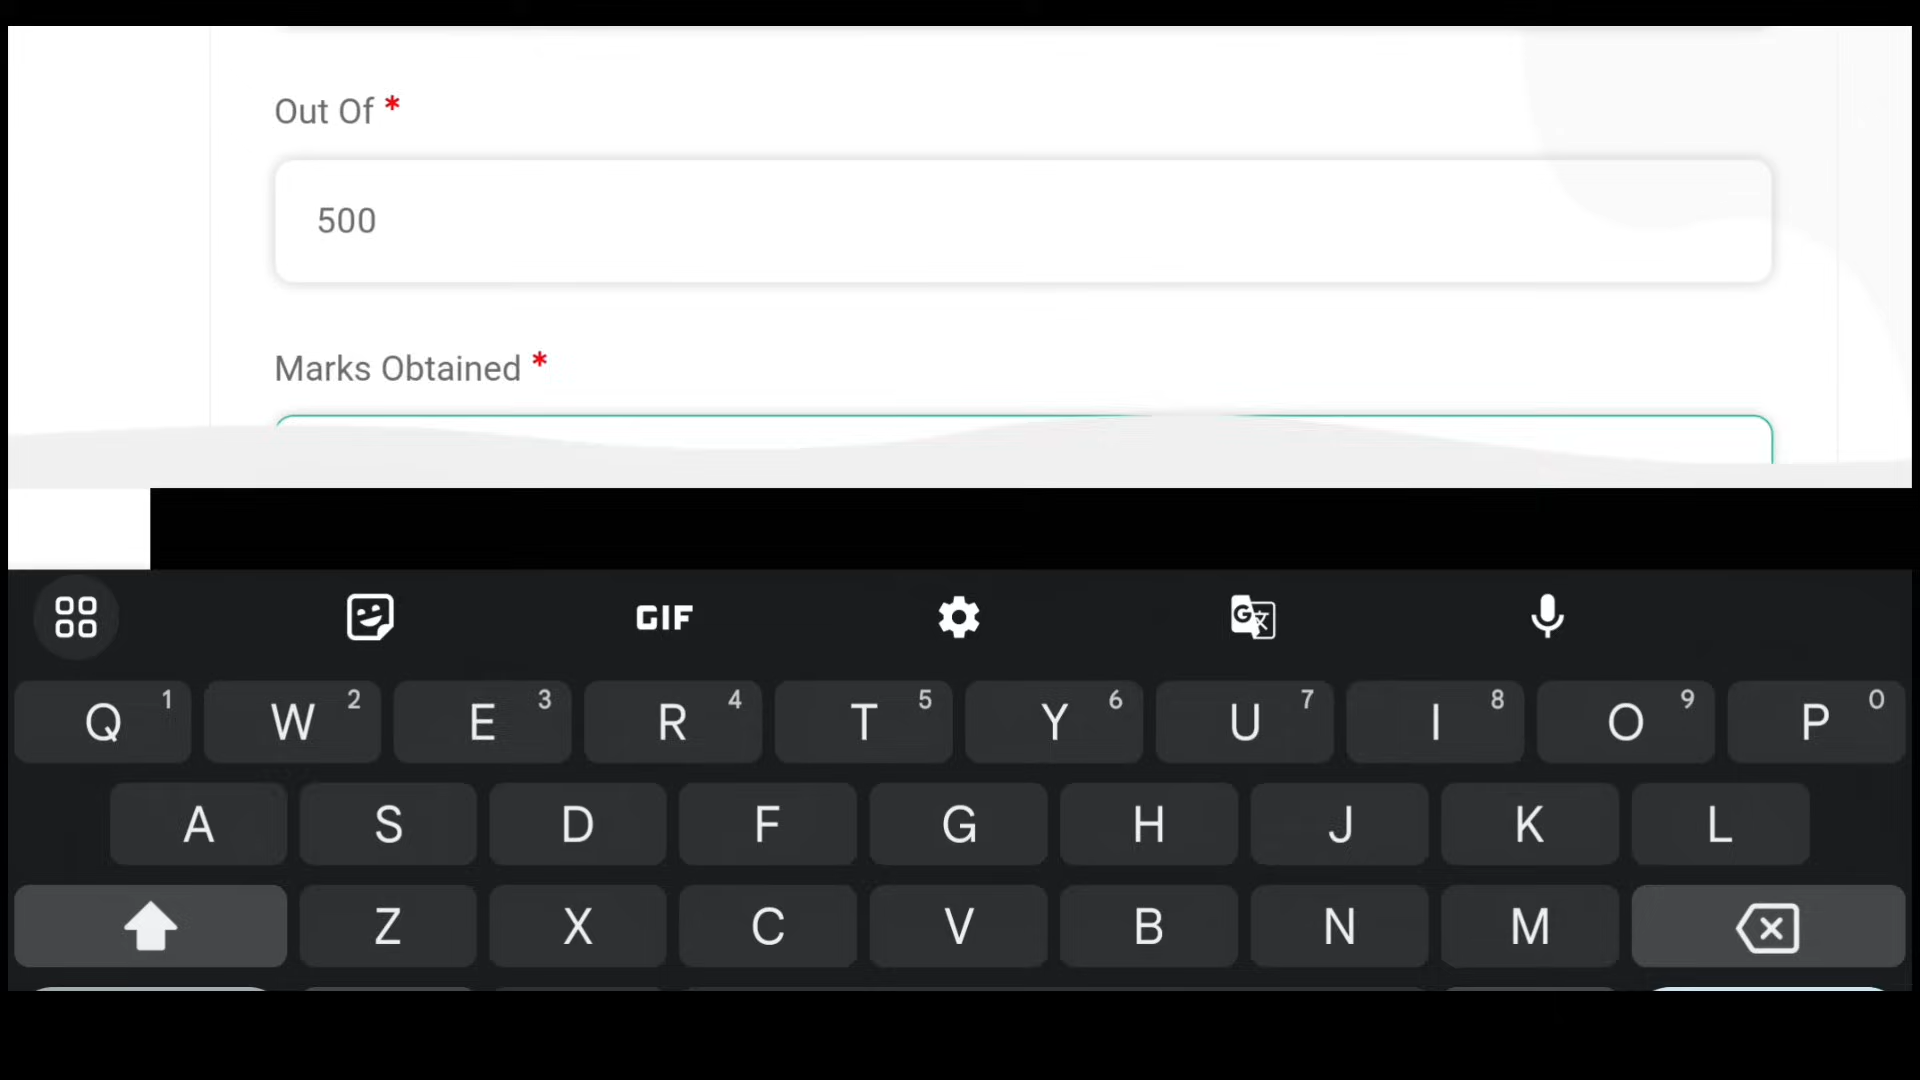 Out Of *
500
Marks Obtained *
GIF
Q 1 W 2 E 3 R 4 T 5 Y 6 U 7 I 8 O 9 P 0
A S D F G H J K L
Z X C V B N M